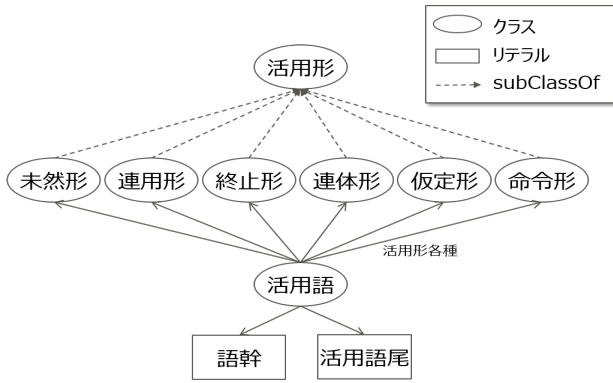 クラス
リテラル
subClassOf
活用形
未然形 連用形 終止形 連体形 仮定形 命令形
活用形各種
活用語
語幹 活用語尾